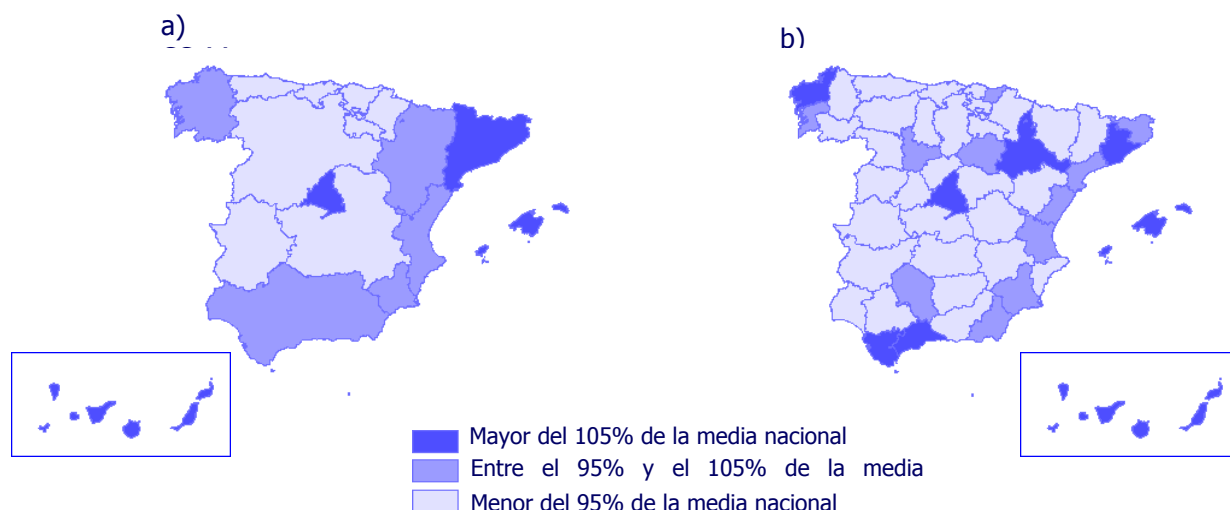 a)
b)
Mayor del 105% de la media nacional
Entre el 95% y el 105% de la media
Menor del 95% de la media nacional